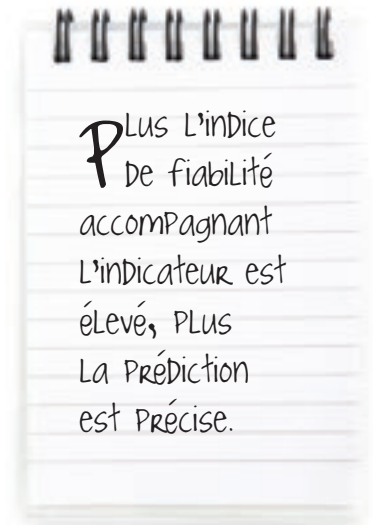 Plus l'indice
de fiabilité
accompagnant
l'indicateur est
élevé, plus
la prédiction
est précise.